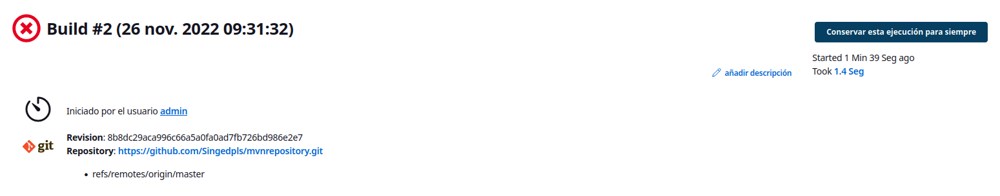 Build #2 (26 nov. 2022 09:31:32)
Conservar esta ejecución para siempre
Started 1 Min 39 Seg ago
Took 1.4 Seg
añadir descripción
Iniciado por el usuario admin
git
Revision: 8b8dc29aca996c66a5a0fa0ad7fb726bd986e2e7
Repository: https://github.com/Singedpls/mvnrepository.git
• refs/remotes/origin/master